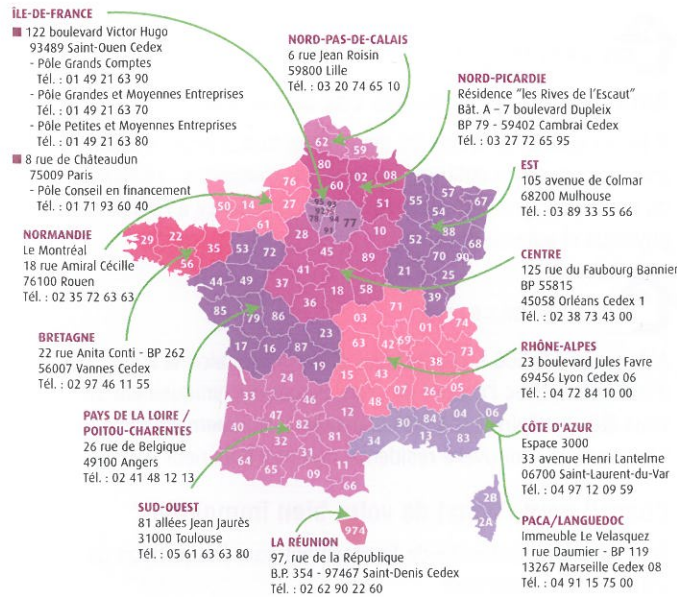 ÎLE-DE-FRANCE
122 boulevard Victor Hugo
93489 Saint-Ouen Cedex
- Pôle Grands Comptes
Tél. : 01 49 21 63 90
- Pôle Grandes et Moyennes Entreprises
Tél. : 01 49 21 63 70
- Pôle Petites et Moyennes Entreprises
Tél. : 01 49 21 63 80
8 rue de Châteaudun
75009 Paris
- Pôle Conseil en financement
Tél. : 01 71 93 60 40
NORD-PAS-DE-CALAIS
6 rue Jean Roisin
59800 Lille
Tél. : 03 20 74 65 10
NORD-PICARDIE
Résidence "les Rives de l'Escaut"
Bât. A – 7 boulevard Dupleix
BP 79 - 59402 Cambrai Cedex
Tél. : 03 27 72 65 95
EST
105 avenue de Colmar
68200 Mulhouse
Tél. : 03 89 33 55 66
NORMANDIE
Le Montréal
18 rue Amiral Cécille
76100 Rouen
Tél. : 02 35 72 63 63
CENTRE
125 rue du Faubourg Bannier
BP 55815
45058 Orléans Cedex 1
Tél. : 02 38 73 43 00
BRETAGNE
22 rue Anita Conti - BP 262
56007 Vannes Cedex
Tél. : 02 97 46 11 55
RHÔNE-ALPES
23 boulevard Jules Favre
69456 Lyon Cedex 06
Tél. : 04 72 84 10 00
PAYS DE LA LOIRE /
POITOU-CHARENTES
26 rue de Belgique
49100 Angers
Tél. : 02 41 48 12 13
CÔTE D'AZUR
Espace 3000
33 avenue Henri Lantelme
06700 Saint-Laurent-du-Var
Tél. : 04 97 12 09 59
SUD-OUEST
81 allées Jean Jaurès
31000 Toulouse
Tél. : 05 61 63 63 80
LA RÉUNION
97, rue de la République
B.P. 354 - 97467 Saint-Denis Cedex
Tél. : 02 62 90 22 60
PACA/LANGUEDOC
Immeuble Le Velasquez
1 rue Daumier - BP 119
13267 Marseille Cedex 08
Tél. : 04 91 15 75 00
62 59
80 02 08
76 60
50 14 27 95 93 51 55 57 67
61 92 94 54
78 91 77 88
29 22 35 53 72 28 10 52 68
56 45 89 70 90
44 49 37 41 21 25
18 58 39
85 79 86 36 71
03 01 74
17 16 87 23 63 42 69 73
19 38
24 15 43
33 46 48 07 26 05
47 12 04 06
40 82 81 30 84
32 34 13 83
64 65 31 11
09 66
2B
2A
974